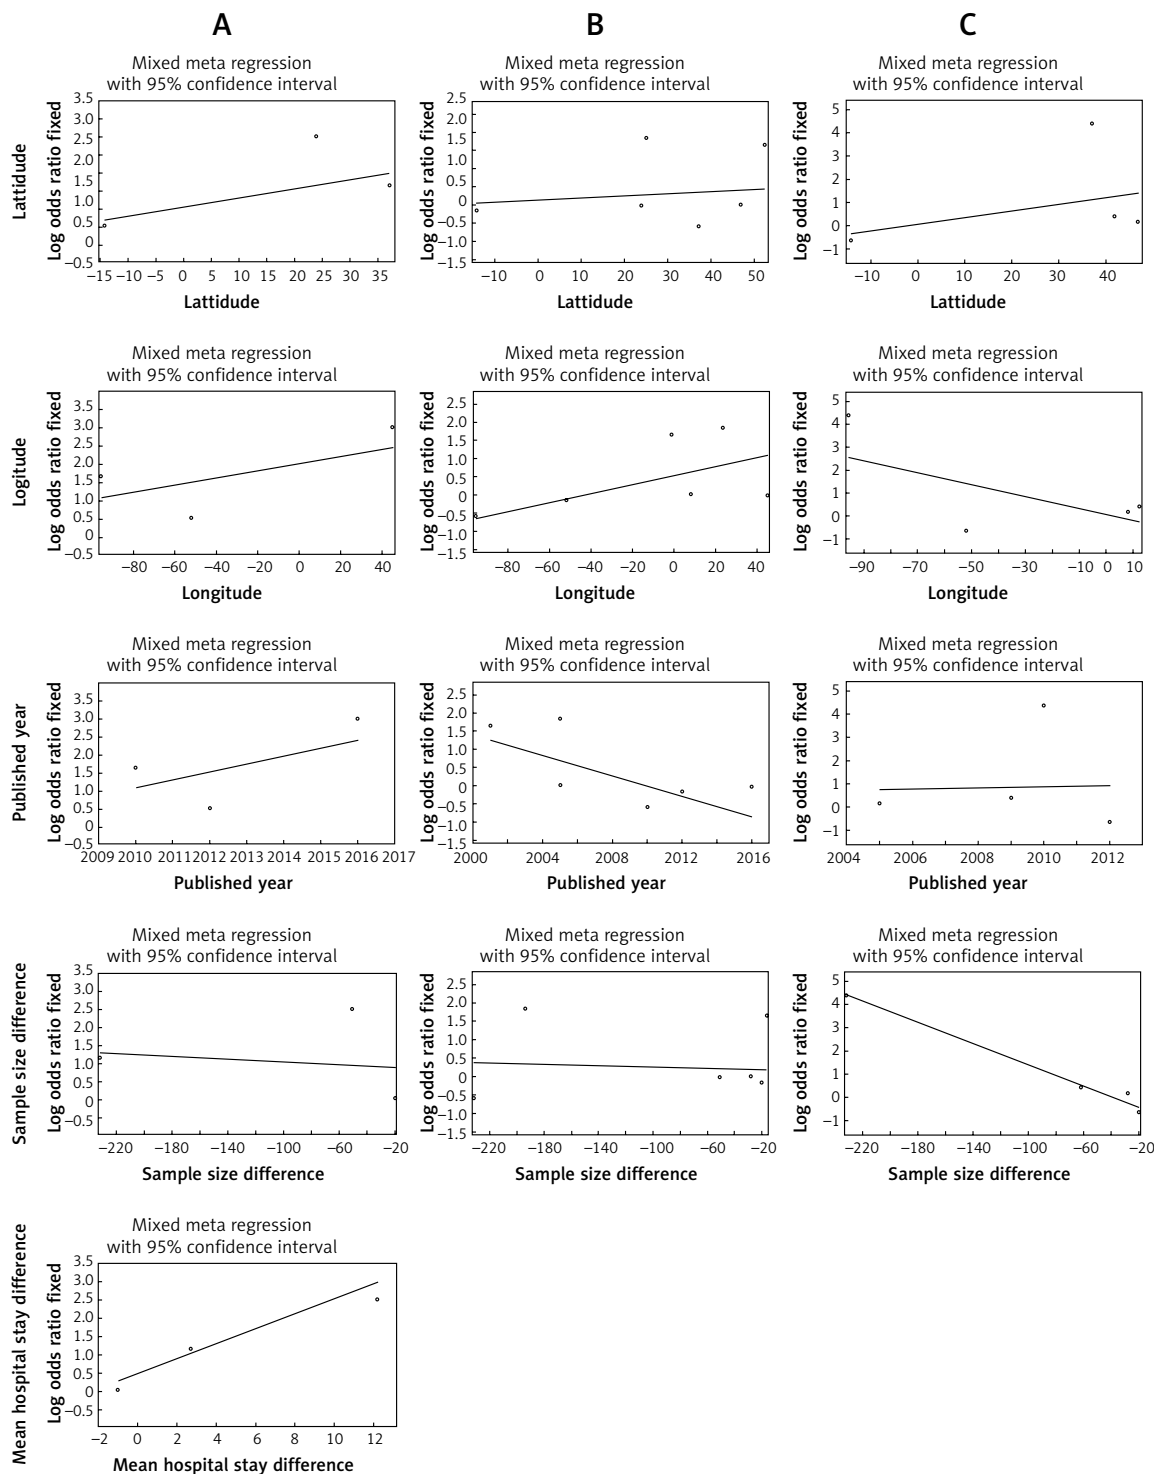 A
B
C
Lattidude
Mixed meta regression
with 95% confidence interval
Log odds ratio fixed
3.5
3.0
2.5
2.0
1.5
1.0
0.5
0
−0.5
−15 −10 −5 0 5 10 15 20 25 30 35
Lattidude
Mixed meta regression
with 95% confidence interval
Log odds ratio fixed
2.5
2.0
1.5
1.0
0.5
0
−0.5
−1.0
−1.5
−10 0 10 20 30 40 50
Lattidude
Mixed meta regression
with 95% confidence interval
Log odds ratio fixed
5
4
3
2
1
0
−1
−10 0 10 20 30 40
Lattidude
Logitude
Mixed meta regression
with 95% confidence interval
Log odds ratio fixed
3.5
3.0
2.5
2.0
1.5
1.0
0.5
0
−0.5
−80 −60 −40 −20 0 20 40
Longitude
Mixed meta regression
with 95% confidence interval
Log odds ratio fixed
2.5
2.0
1.5
1.0
0.5
0
−0.5
−1.0
−1.5
−80 −60 −40 −20 0 20 40
Longitude
Mixed meta regression
with 95% confidence interval
Log odds ratio fixed
5
4
3
2
1
0
−1
−90 −70 −50 −30 −10 0 10
Longitude
Published year
Mixed meta regression
with 95% confidence interval
Log odds ratio fixed
3.5
3.0
2.5
2.0
1.5
1.0
0.5
0
−0.5
2009 2010 2011 2012 2013 2014 2015 2016 2017
Published year
Mixed meta regression
with 95% confidence interval
Log odds ratio fixed
2.5
2.0
1.5
1.0
0.5
0
−0.5
−1.0
−1.5
2000 2004 2008 2012 2016
Published year
Mixed meta regression
with 95% confidence interval
Log odds ratio fixed
5
4
3
2
1
0
−1
2004 2006 2008 2010 2012
Published year
Sample size difference
Mixed meta regression
with 95% confidence interval
Log odds ratio fixed
3.5
3.0
2.5
2.0
1.5
1.0
0.5
0
−0.5
−220 −180 −140 −100 −60 −20
Sample size difference
Mixed meta regression
with 95% confidence interval
Log odds ratio fixed
2.5
2.0
1.5
1.0
0.5
0
−0.5
−1.0
−1.5
−220 −180 −140 −100 −60 −20
Sample size difference
Mixed meta regression
with 95% confidence interval
Log odds ratio fixed
5
4
3
2
1
0
−1
−220 −180 −140 −100 −60 −20
Sample size difference
Mean hospital stay difference
Mixed meta regression
with 95% confidence interval
Log odds ratio fixed
3.5
3.0
2.5
2.0
1.5
1.0
0.5
0
−0.5
−2 0 2 4 6 8 10 12
Mean hospital stay difference